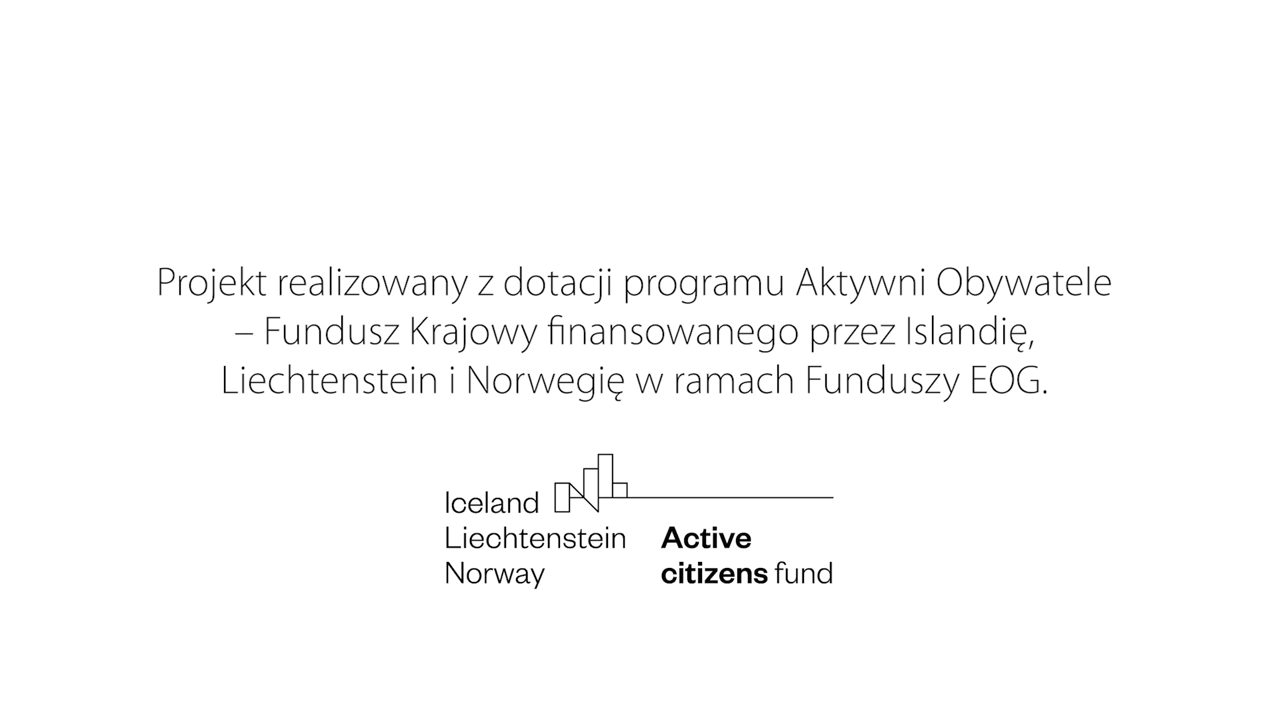 Projekt realizowany z dotacji programu Aktywni Obywatele
– Fundusz Krajowy finansowanego przez Islandię,
Liechtenstein i Norwegię w ramach Funduszy EOG.
Iceland
Liechtenstein
Norway
Active
citizens fund